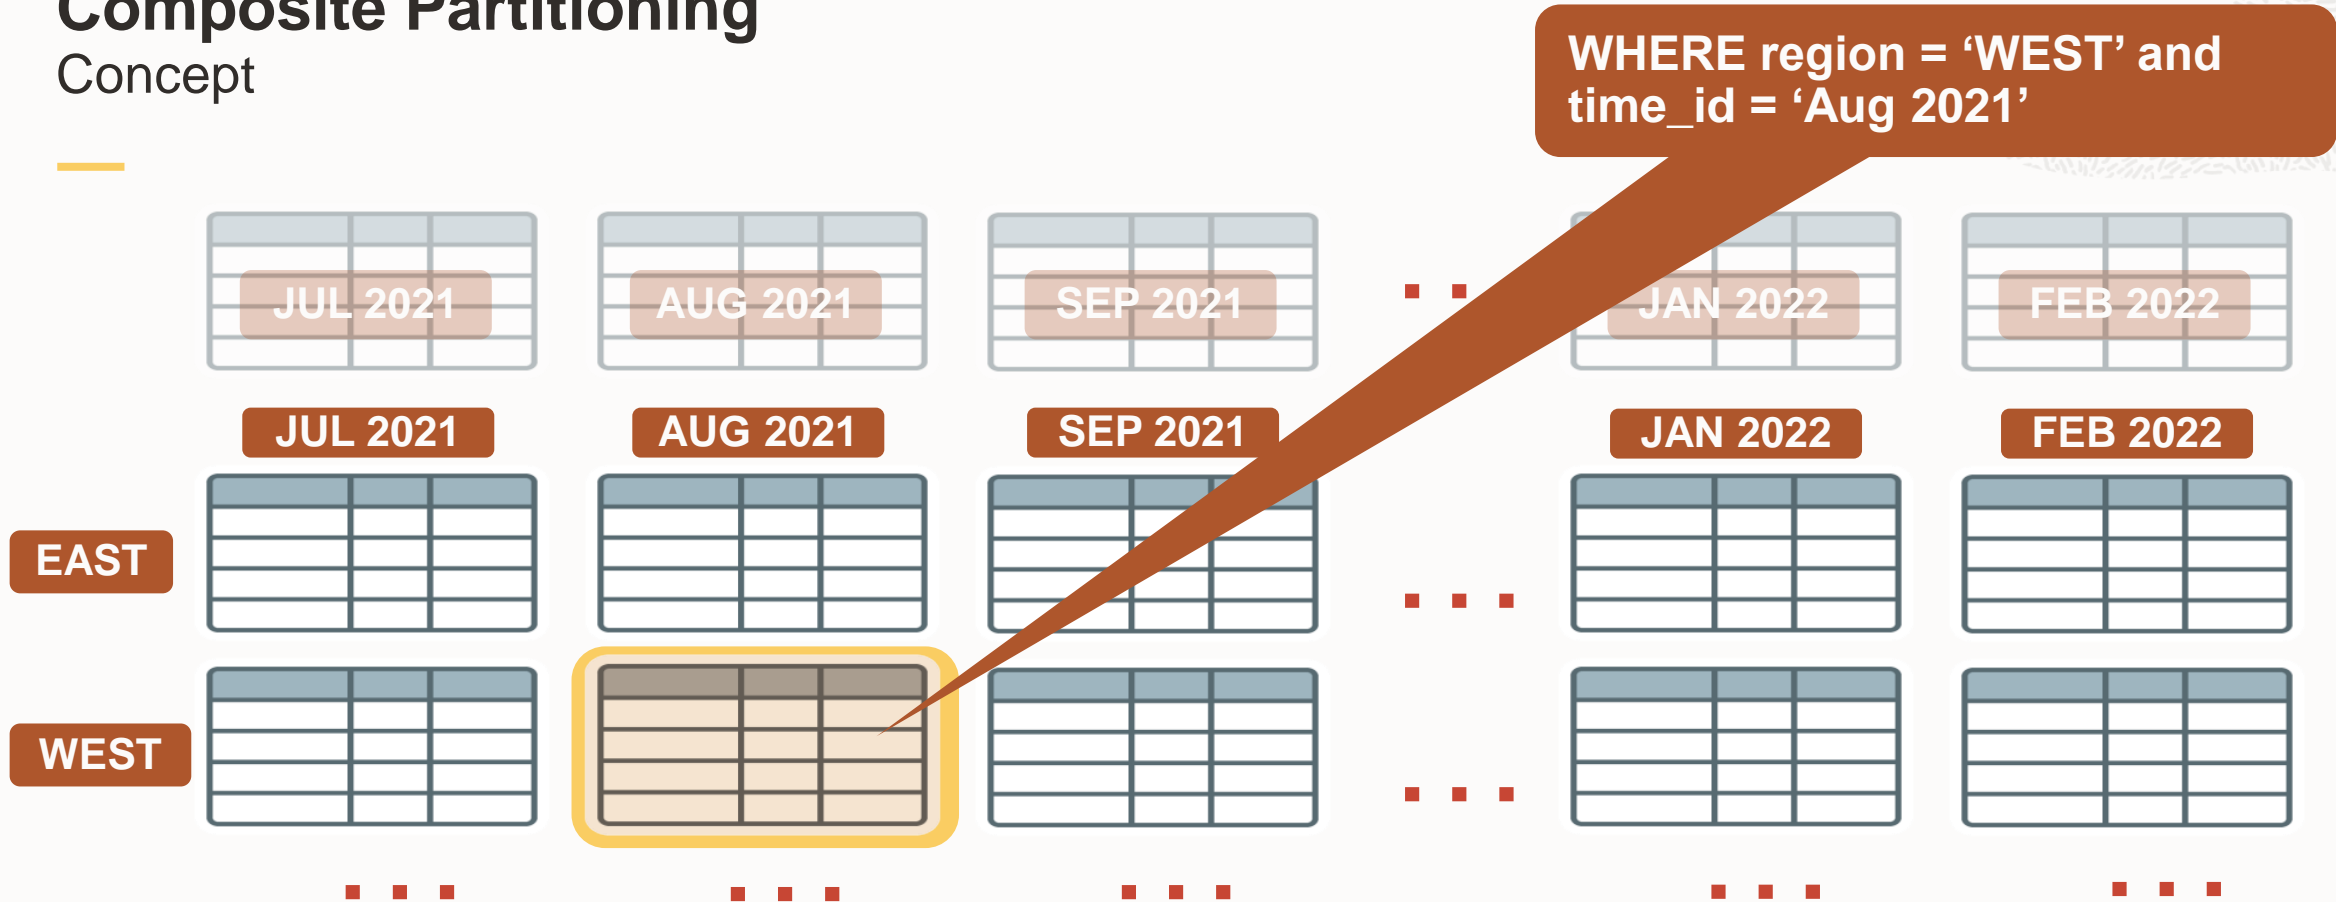 Composite Partitioning
Concept
WHERE region = ‘WEST’ and
time_id = ‘Aug 2021’
JUL 2021
AUG 2021
SEP 2021
JAN 2022
FEB 2022
JUL 2021
AUG 2021
SEP 2021
JAN 2022
FEB 2022
EAST
WEST